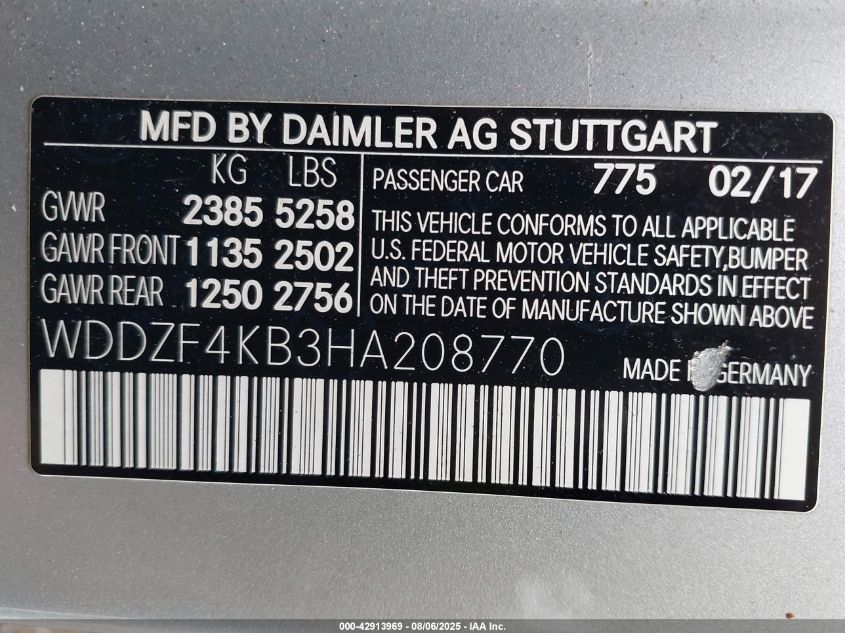 MFD BY DAIMLER AG STUTTGART
KG LBS
GVWR 2385 5258
GAWR FRONT 1135 2502
GAWR REAR 1250 2756
PASSENGER CAR 775 02/17
THIS VEHICLE CONFORMS TO ALL APPLICABLE
U.S. FEDERAL MOTOR VEHICLE SAFETY,BUMPER
AND THEFT PREVENTION STANDARDS IN EFFECT
ON THE DATE OF MANUFACTURE SHOWN ABOVE
WDDZF4KB3HA208770
MADE GERMANY
000-42913969 - 08/06/2025 - IAA Inc.